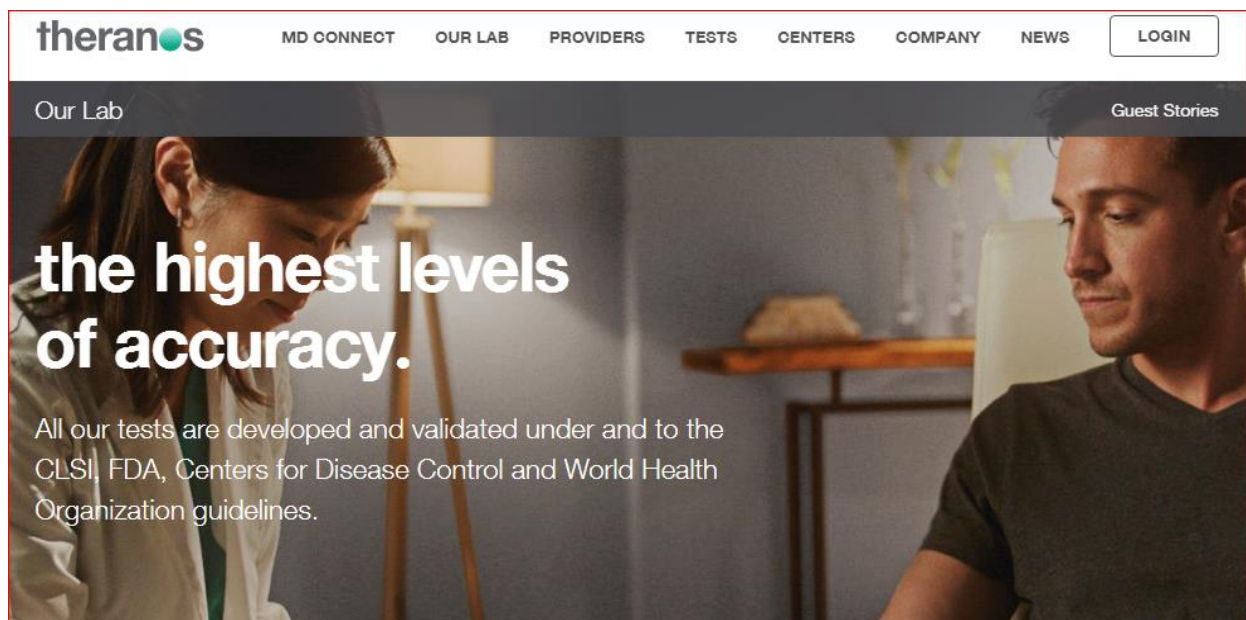 theranos
MD CONNECT OUR LAB PROVIDERS TESTS CENTERS COMPANY NEWS LOGIN
Our Lab Guest Stories
the highest levels
of accuracy.
All our tests are developed and validated under and to the
CLSI, FDA, Centers for Disease Control and World Health
Organization guidelines.